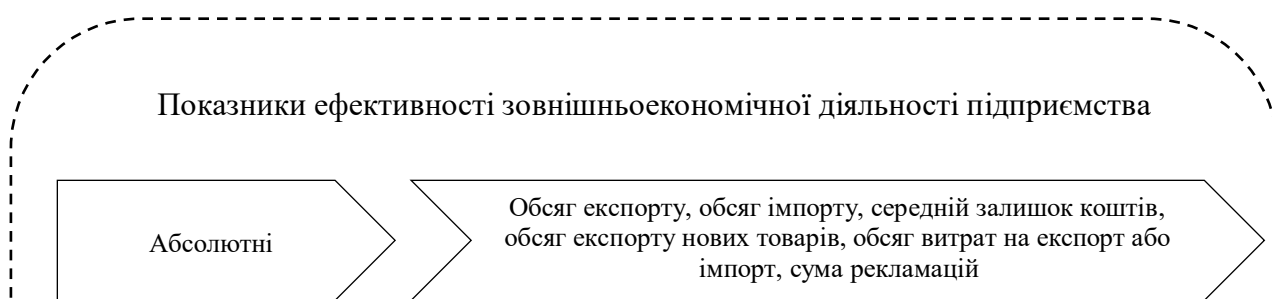 Показники ефективності зовнішньоекономічної діяльності підприємства
Абсолютні
Обсяг експорту, обсяг імпорту, середній залишок коштів,
обсяг експорту нових товарів, обсяг витрат на експорт або
імпорт, сума рекламацій